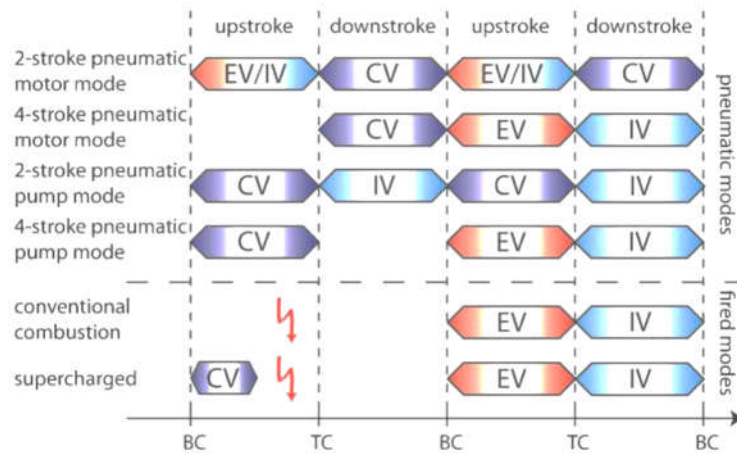 upstroke downstroke upstroke downstroke
2-stroke pneumatic
motor mode
EV/IV CV EV/IV CV
4-stroke pneumatic
motor mode
CV EV IV
2-stroke pneumatic
pump mode
CV IV CV IV
4-stroke pneumatic
pump mode
CV EV IV
pneumatic modes
conventional
combustion
EV IV
supercharged
CV EV IV
fired modes
BC TC BC TC BC